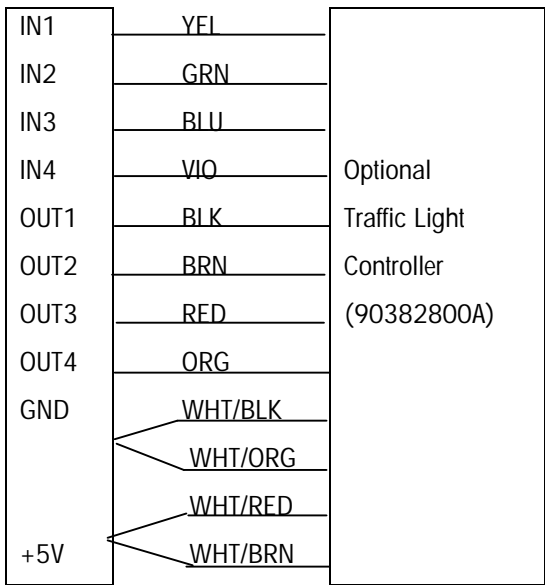 IN1 YEL
IN2 GRN
IN3 BLU
IN4 VIO Optional
OUT1 BLK Traffic Light
OUT2 BRN Controller
OUT3 RED (90382800A)
OUT4 ORG
GND WHT/BLK
WHT/ORG
WHT/RED
+5V WHT/BRN